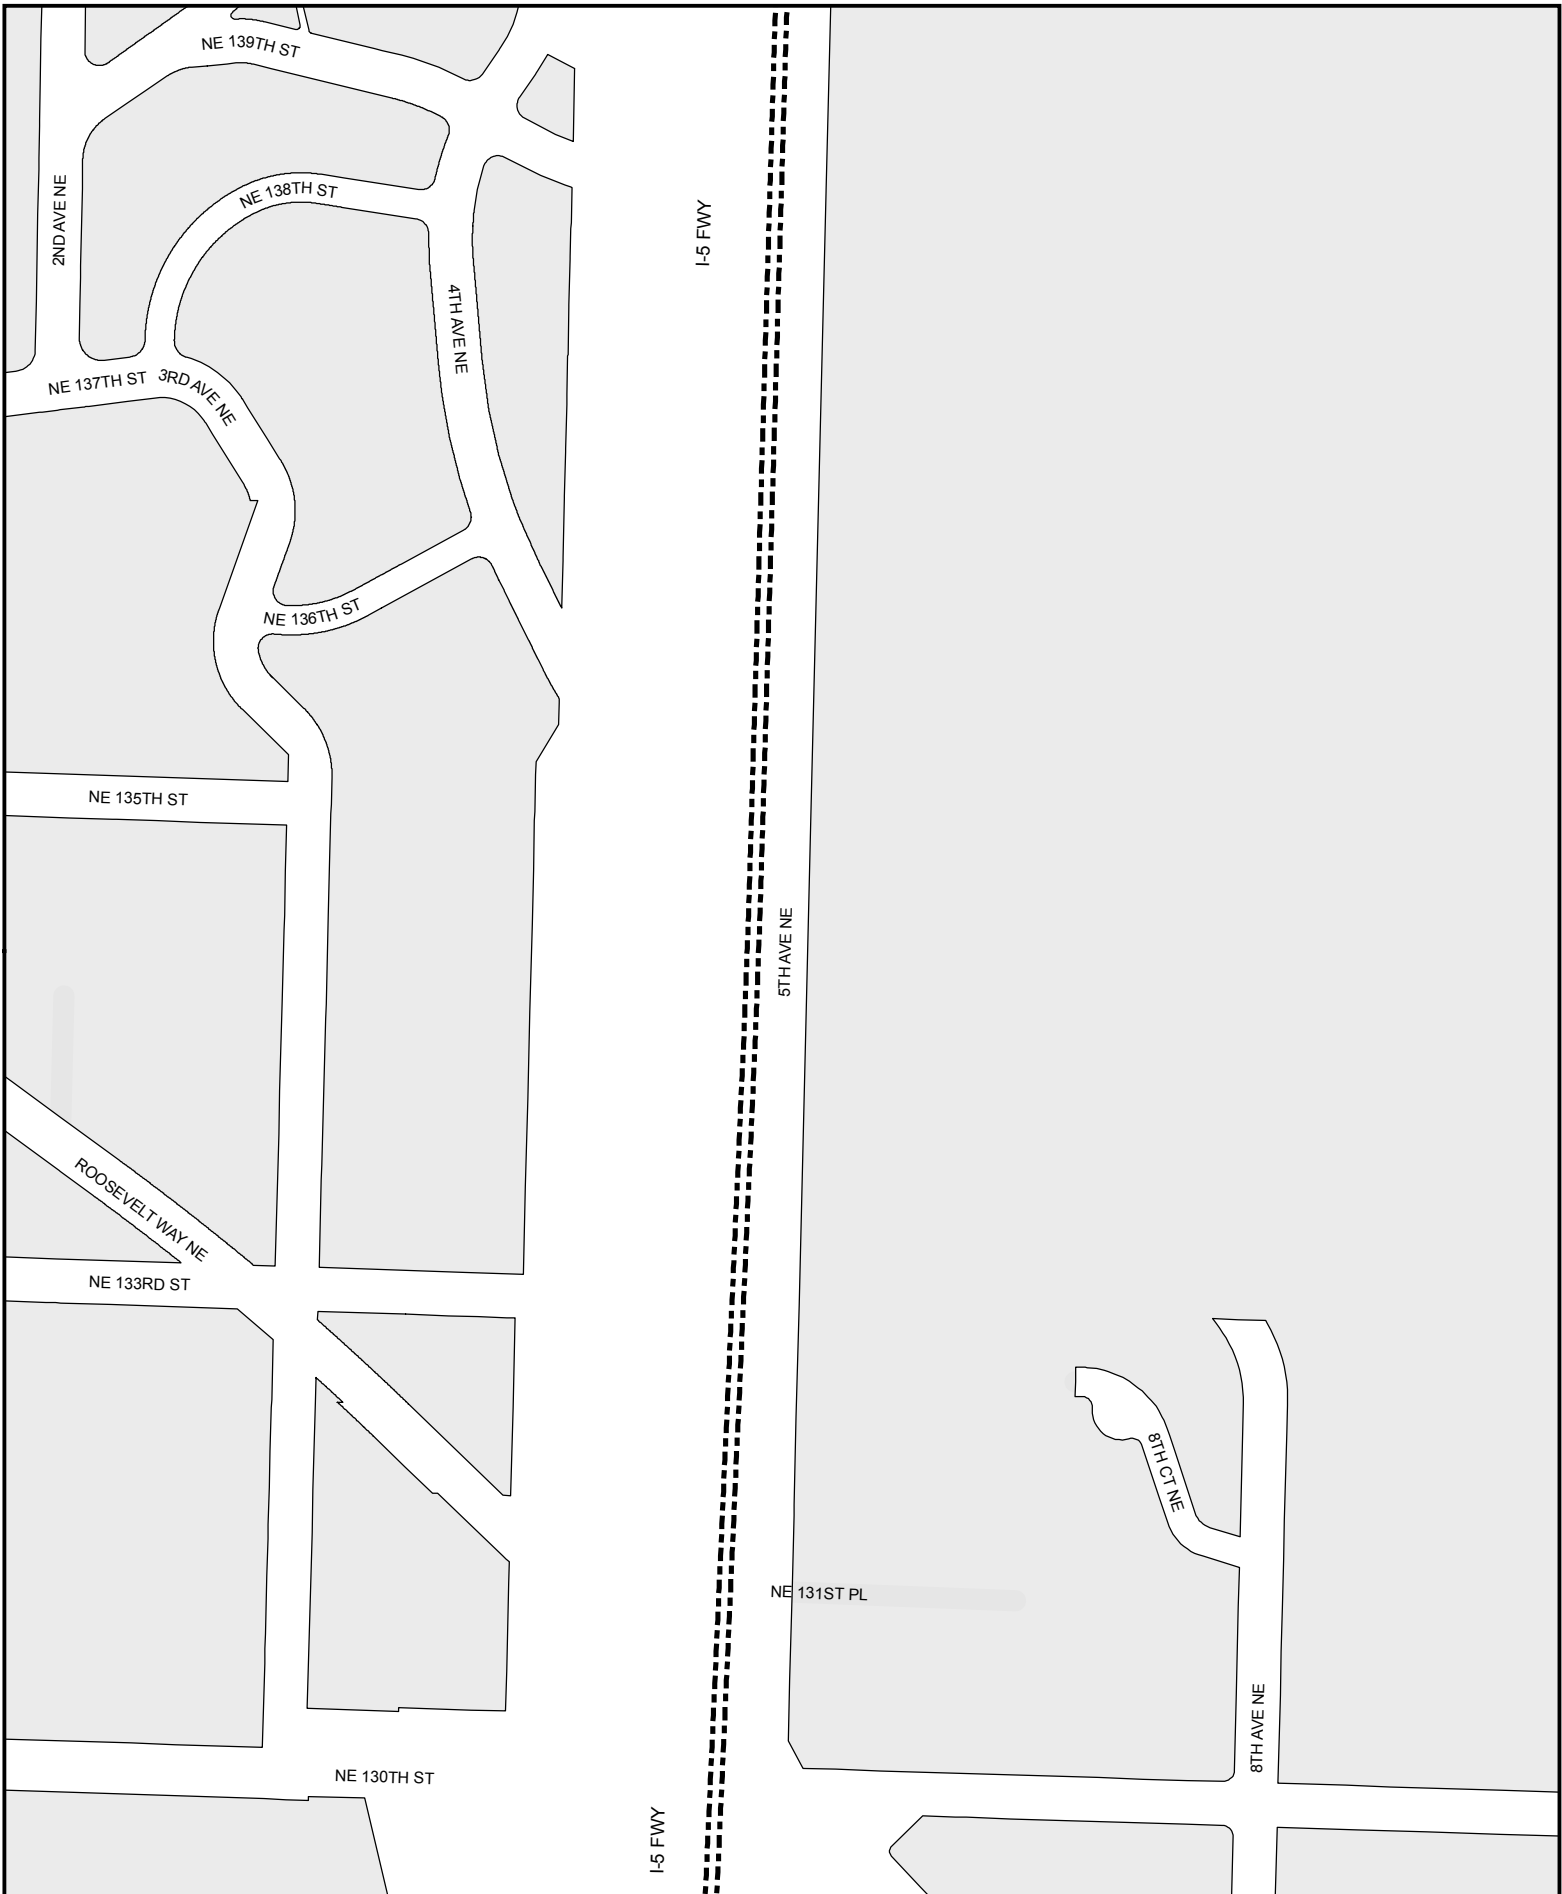 NE 139TH ST
NE 138TH ST
2ND AVE NE
I-5 FWY
4TH AVE NE
NE 137TH ST
3RD AVE NE
NE 136TH ST
NE 135TH ST
5TH AVE NE
ROOSEVELT WAY NE
NE 133RD ST
8TH CT NE
NE 131ST PL
8TH AVE NE
NE 130TH ST
I-5 FWY